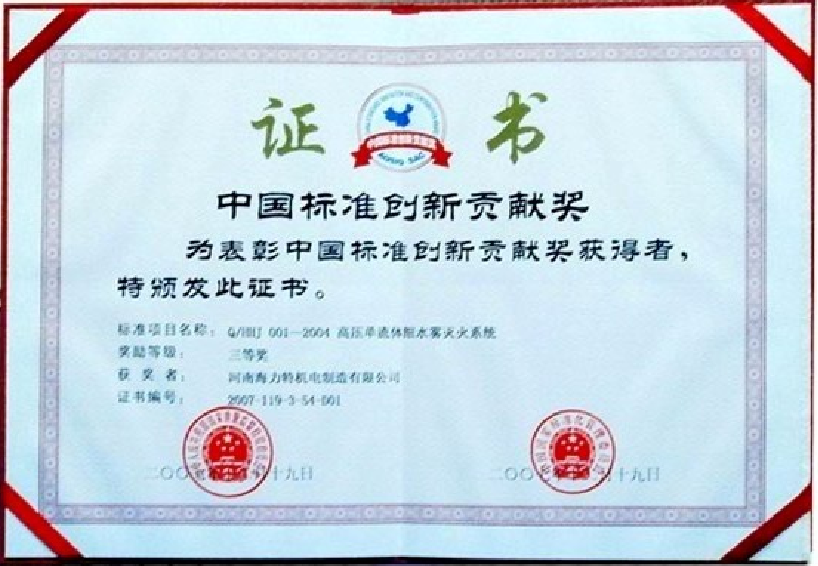 证书
中国标准创新贡献奖
为表彰中国标准创新贡献奖获得者，
特颁发此证书。
标准项目名称： Q/HHJ 001—2004 高压单流体细水雾灭火系统
奖励等级： 三等奖
获 奖 者： 河南海力特机电制造有限公司
证书编号： 2007-119-3-54-001